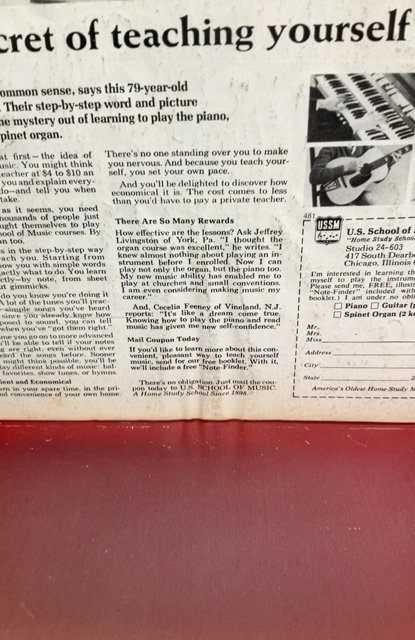 cret of teaching yourself
ommon sense, says this 79-year-old
. Their step-by-step word and picture
he mystery out of learning to play the piano,
pinet organ.
at first—the idea of
usic. You might think
eacher at $4 to $10 an
you and explain every-
do—and tell you when
take.
as it seems, you need
housands of people just
ught themselves to play
ool of Music courses. By
an too.
s in the step-by-step way
each you. Starting from
ow you with simple words
actly what to do. You learn
ectly—by note, from sheet
ut gimmicks.
do you know you're doing it
A lot of the tunes you'll prac-
—simple songs you've heard
since you already know how
posed to sound, you can tell
when you've "got them right."
me you go on to more advanced
'll be able to tell if your notes
g are right, even without ever
ard the songs before. Sooner
might think possible, you'll be
lay different kinds of music: bal-
favorites, show tunes, or hymns.
ient and Economical
rn in your spare time, in the pri-
nd convenience of your own home.
There's no one standing over you to make
you nervous. And because you teach your-
self, you set your own pace.
And you'll be delighted to discover how
economical it is. The cost comes to less
than you'd have to pay a private teacher.
There Are So Many Rewards
How effective are the lessons? Ask Jeffrey
Livingston of York, Pa. "I thought the
organ course was excellent," he writes. "I
knew almost nothing about playing an in-
strument before I enrolled. Now I can
play not only the organ, but the piano too.
My new ability has enabled me to
play at churches and small conventions.
I am even considering making music my
career."
And, Cecelia Feeney of Vineland, N.J.
reports: "It's like a dream come true.
Knowing how to play the piano and read
music has given me new self-confidence."
Mail Coupon Today
If you'd like to learn more about this con-
venient, pleasant way to teach yourself
music, send for our free booklet. With it,
we'll include a free "Note-Finder."
There's no obligation. Just mail the cou-
pon today to U.S. SCHOOL OF MUSIC.
A Home Study School Since 1898.
461
USSM
U.S. School of
"Home Study School
Studio 24-603
417 South Dearbo
Chicago, Illinois
I'm interested in learning th
myself to play the instrume
Please send me, FREE, illustr
"Note-Finder" included with
booklet.) I am under no oblig
Piano Guitar
Spinet Organ (2 ke
Mr.
Mrs.
Miss
Address
City
State
America's Oldest Home Study M